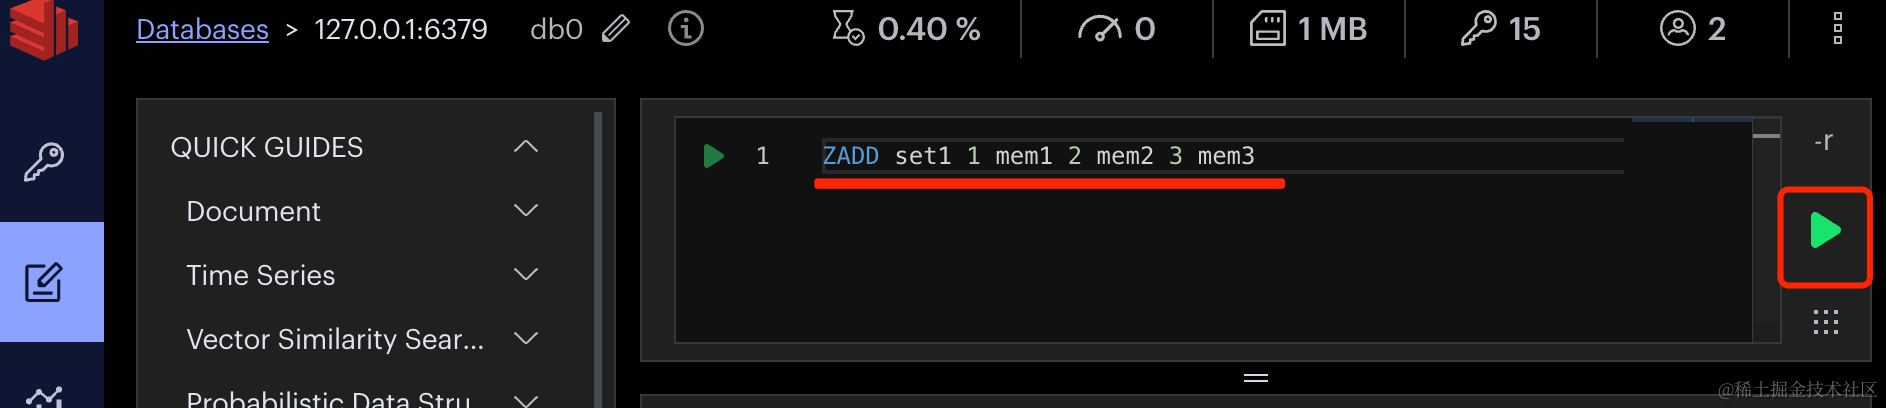 Databases > 127.0.0.1:6379 db0 0.40 % 0 1 MB 15 2
QUICK GUIDES
Document
Time Series
Vector Similarity Sear...
Probabilistic Data Stru
1 ZADD set1 1 mem1 2 mem2 3 mem3
-r
@稀土掘金技术社区